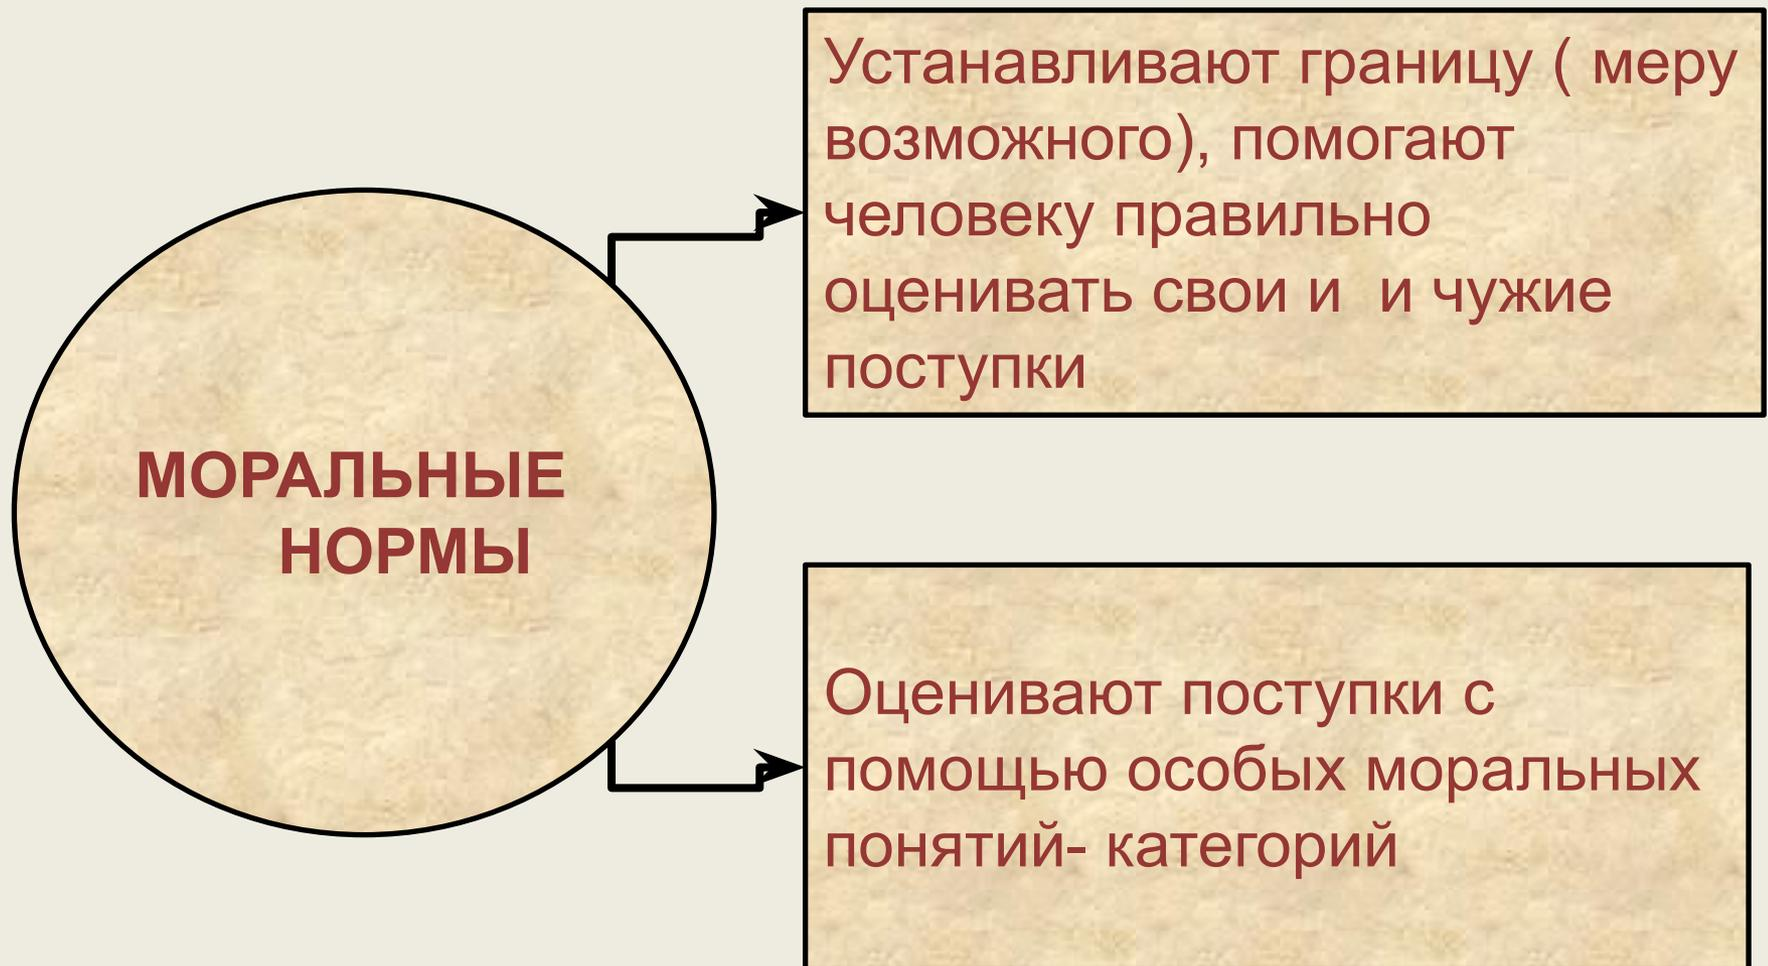 МОРАЛЬНЫЕ
НОРМЫ
Устанавливают границу ( меру
возможного), помогают
человеку правильно
оценивать свои и  и чужие
поступки
Оценивают поступки с
помощью особых моральных
понятий- категорий